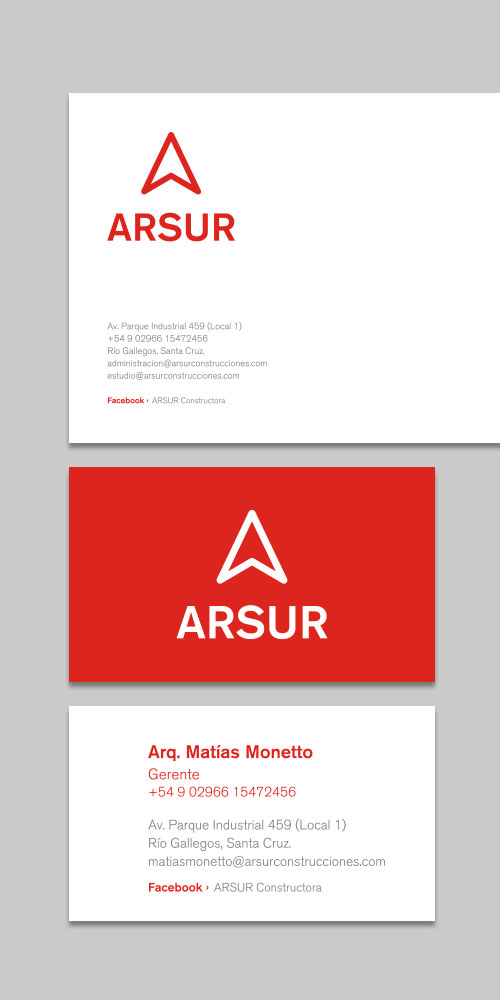 ARSUR
Av. Parque Industrial 459 (Local 1)
+54 9 02966 15472456
Río Gallegos, Santa Cruz.
administracion@arsurconstrucciones.com
estudio@arsurconstrucciones.com
Facebook › ARSUR Constructora
ARSUR
Arq. Matías Monetto
Gerente
+54 9 02966 15472456
Av. Parque Industrial 459 (Local 1)
Río Gallegos, Santa Cruz.
matiasmonetto@arsurconstrucciones.com
Facebook › ARSUR Constructora